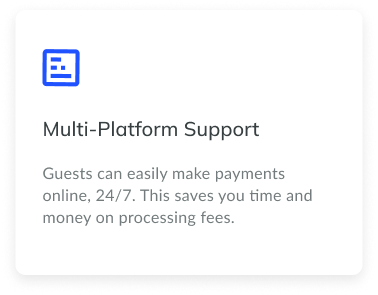 Multi-Platform Support
Guests can easily make payments
online, 24/7. This saves you time and
money on processing fees.